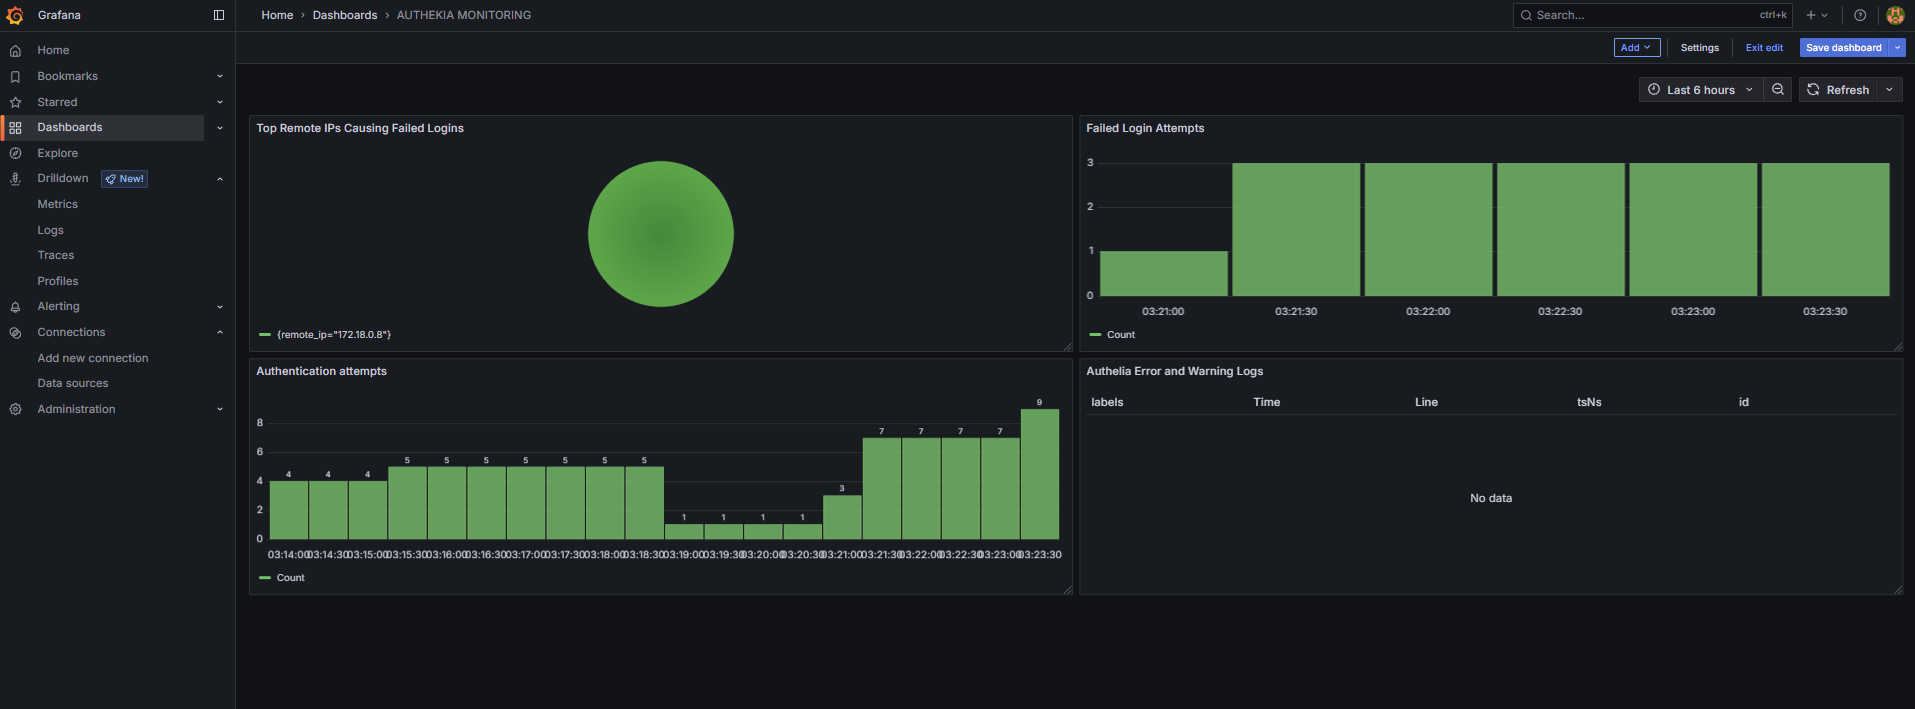 Grafana
Home › Dashboards › AUTHEKIA MONITORING
Search... ctrl+k
Add
Settings
Exit edit
Save dashboard
Last 6 hours
Refresh
Home
Bookmarks
Starred
Dashboards
Explore
Drilldown New!
Metrics
Logs
Traces
Profiles
Alerting
Connections
Add new connection
Data sources
Administration
Top Remote IPs Causing Failed Logins
{remote_ip="172.18.0.8"}
Failed Login Attempts
3
2
1
0
03:21:00 03:21:30 03:22:00 03:22:30 03:23:00 03:23:30
Count
Authentication attempts
8
6
4
2
0
4 4 4 5 5 5 5 5 5 5 1 1 1 1 3 7 7 7 7 9
03:14:00 03:14:30 03:15:00 03:15:30 03:16:00 03:16:30 03:17:00 03:17:30 03:18:00 03:18:30 03:19:00 03:19:30 03:20:00 03:20:30 03:21:00 03:21:30 03:22:00 03:22:30 03:23:00 03:23:30
Count
Authelia Error and Warning Logs
labels Time Line tsNs id
No data